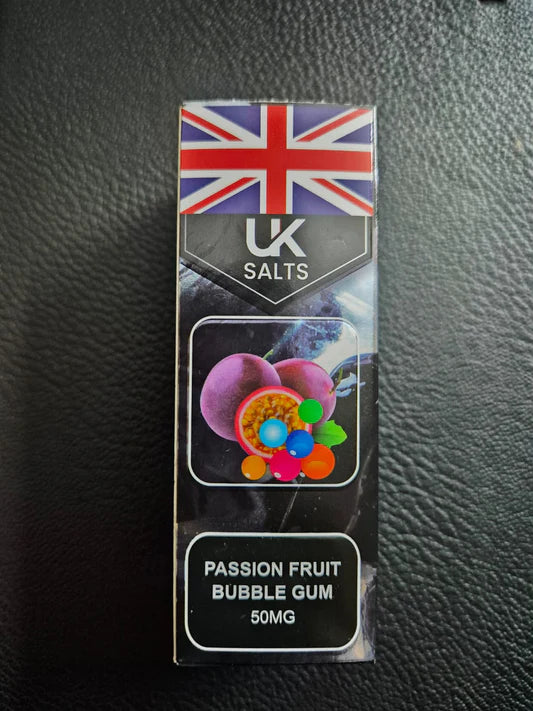 UK
SALTS
PASSION FRUIT
BUBBLE GUM
50MG